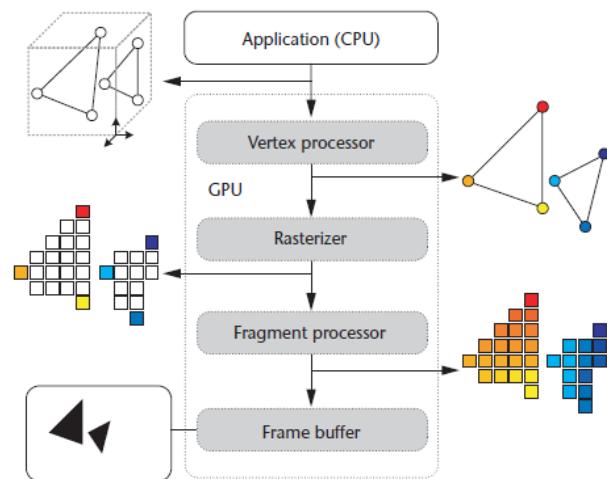 Application (CPU)
Vertex processor
GPU
Rasterizer
Fragment processor
Frame buffer